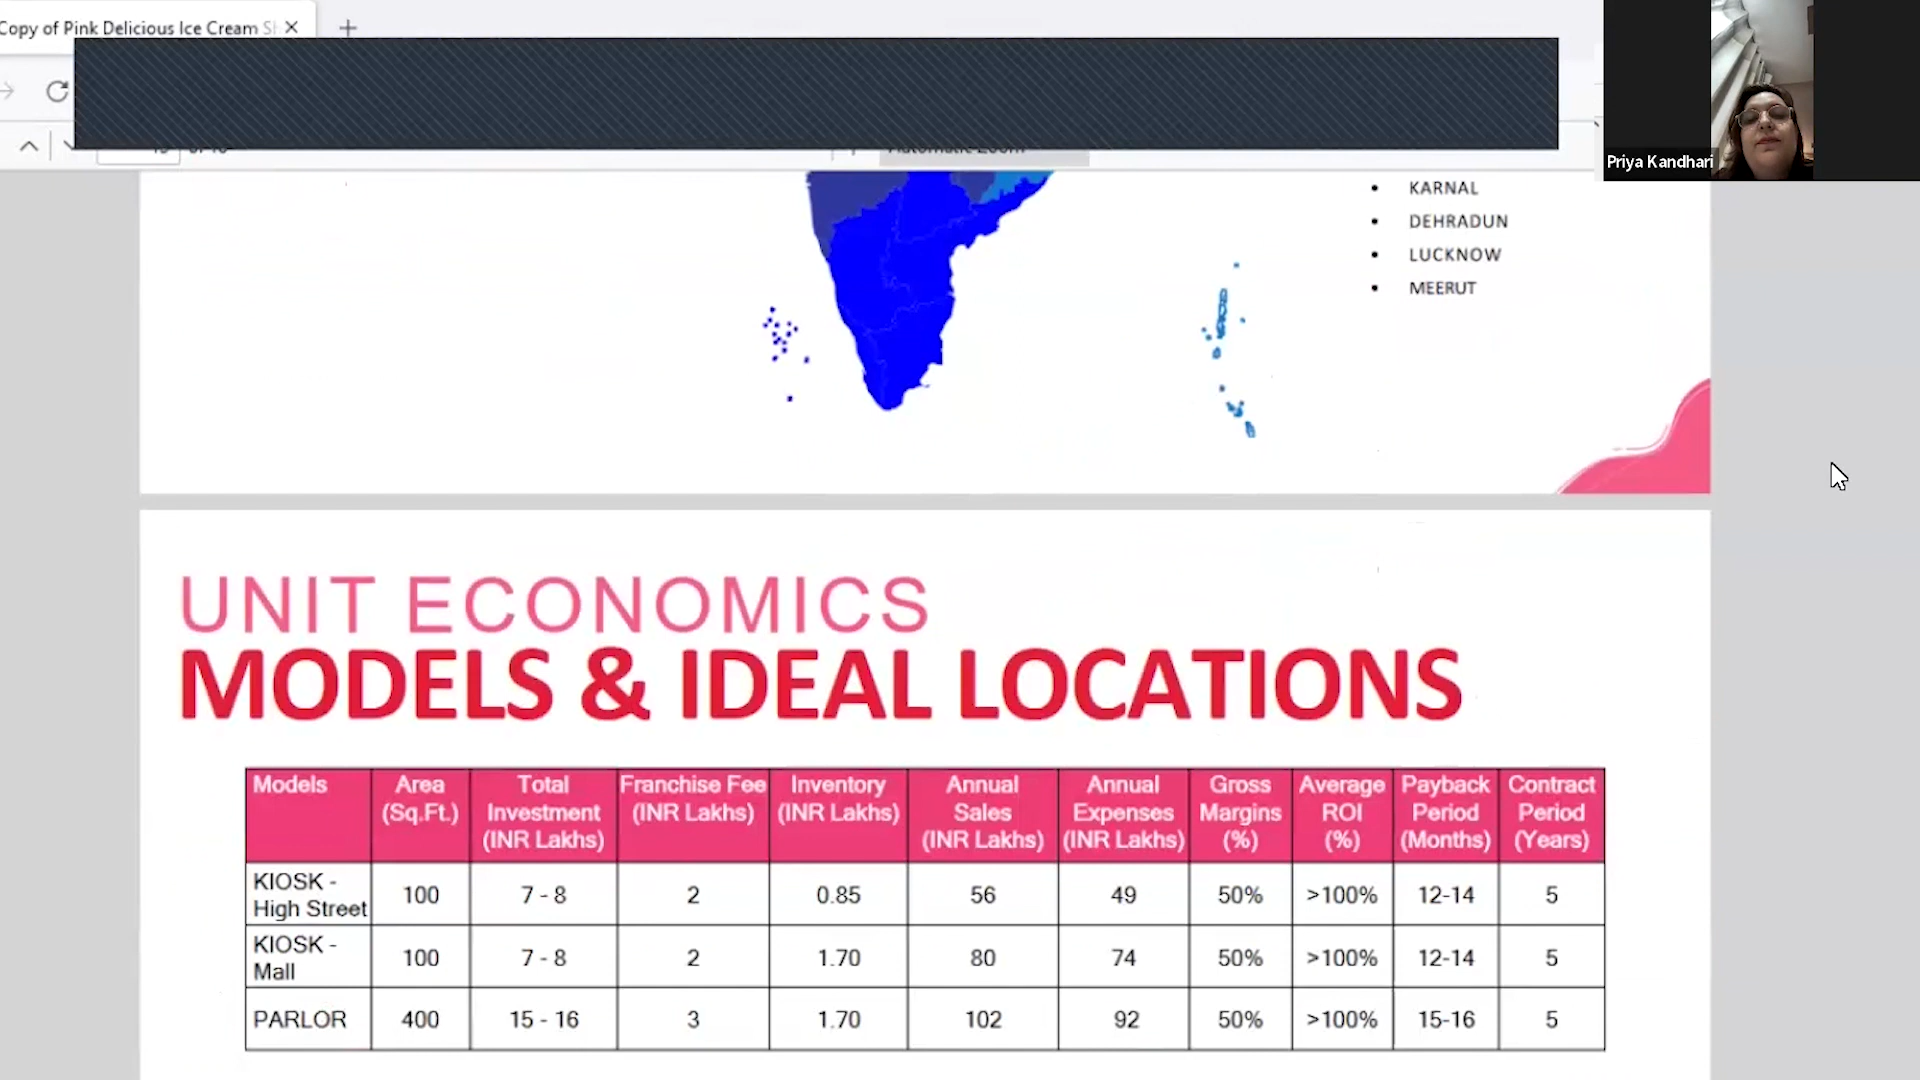 Copy of Pink Delicious Ice Cream
Priya Kandhari
• KARNAL
• DEHRADUN
• LUCKNOW
• MEERUT
UNIT ECONOMICS
MODELS & IDEAL LOCATIONS
Models Area (Sq.Ft.) Total Investment (INR Lakhs) Franchise Fee (INR Lakhs) Inventory (INR Lakhs) Annual Sales (INR Lakhs) Annual Expenses (INR Lakhs) Gross Margins (%) Average ROI (%) Payback Period (Months) Contract Period (Years)
KIOSK - High Street 100 7 - 8 2 0.85 56 49 50% >100% 12-14 5
KIOSK - Mall 100 7 - 8 2 1.70 80 74 50% >100% 12-14 5
PARLOR 400 15 - 16 3 1.70 102 92 50% >100% 15-16 5